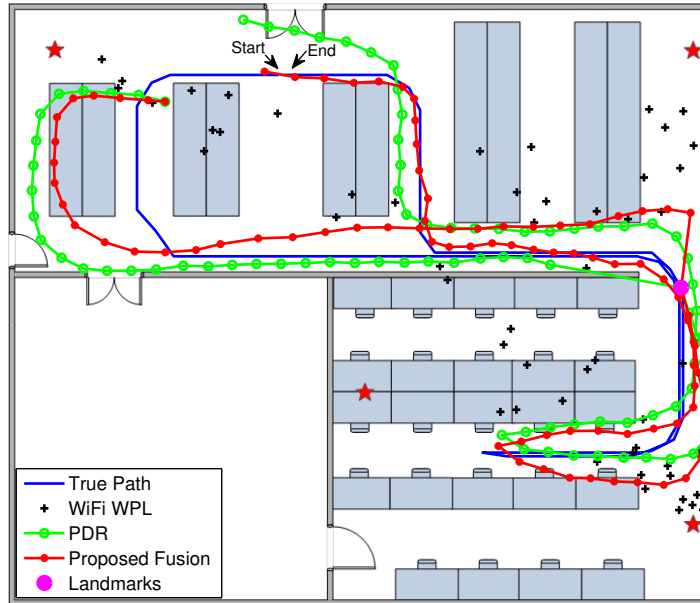 Start End
True Path
WiFi WPL
PDR
Proposed Fusion
Landmarks